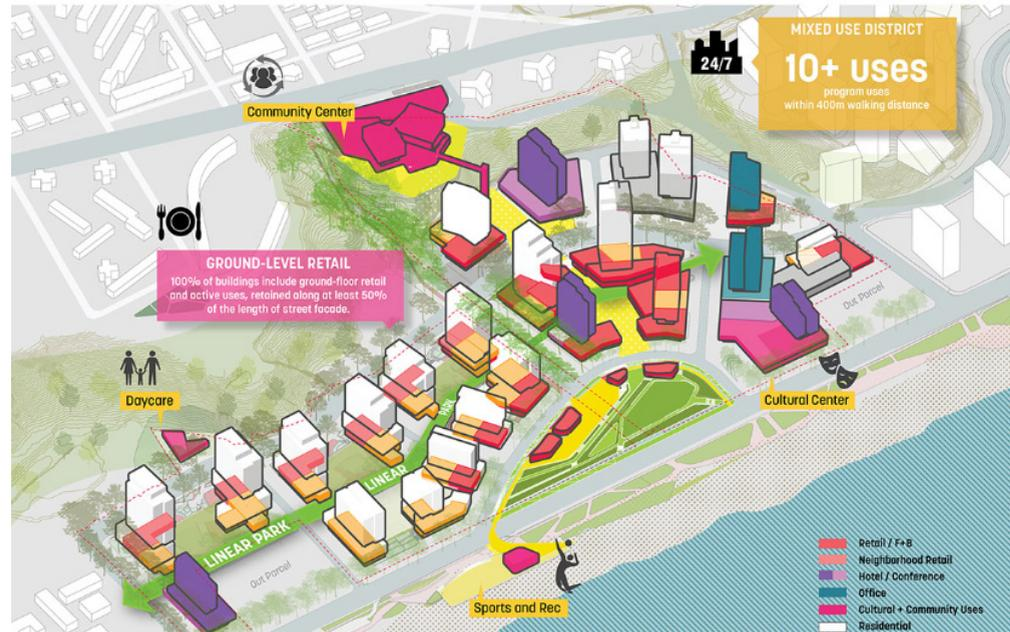 MIXED USE DISTRICT
24/7
10+ uses
program uses
within 400m walking distance
Community Center
GROUND-LEVEL RETAIL
100% of buildings include ground-floor retail
and active uses, retained along at least 50%
of the length of street facade.
Out Parcel
Daycare
Cultural Center
PARK
LINEAR
LINEAR PARK
Out Parcel
Sports and Rec
Retail / F+B
Neighborhood Retail
Hotel / Conference
Office
Cultural + Community Uses
Residential